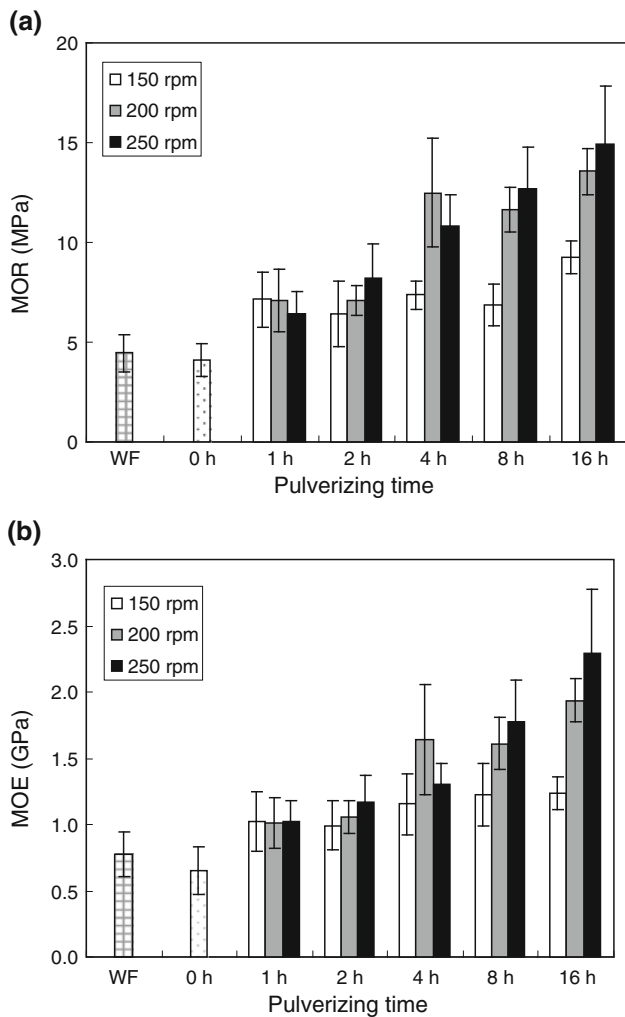 (a)
20
15
10
5
0
MOR (MPa)
150 rpm
200 rpm
250 rpm
WF 0 h 1 h 2 h 4 h 8 h 16 h
Pulverizing time
(b)
3.0
2.5
2.0
1.5
1.0
0.5
0.0
MOE (GPa)
150 rpm
200 rpm
250 rpm
WF 0 h 1 h 2 h 4 h 8 h 16 h
Pulverizing time